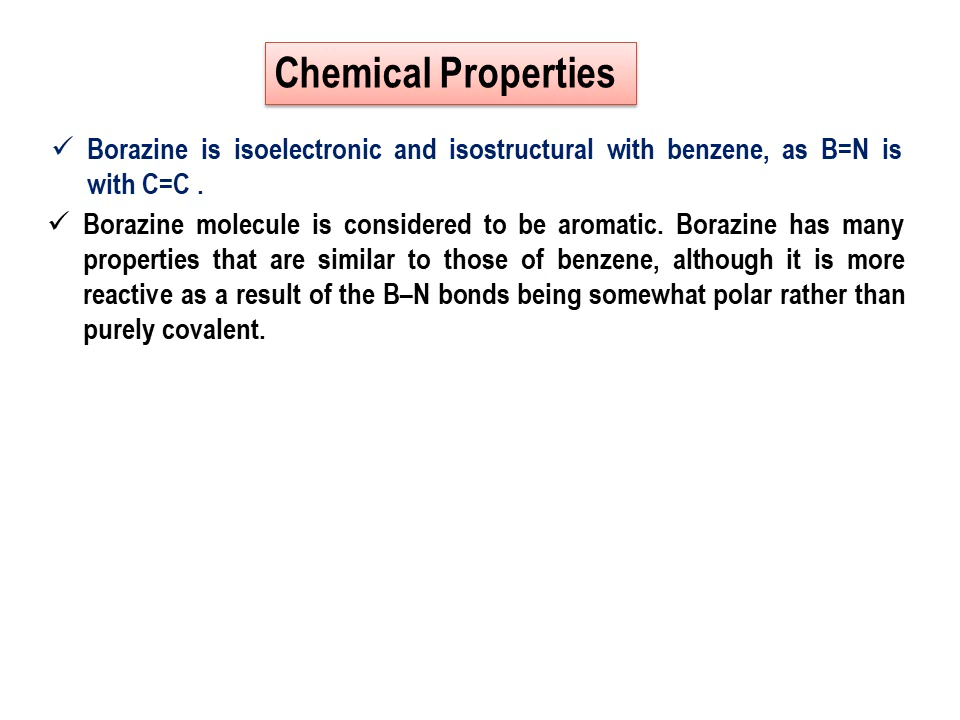 Chemical Properties
✓ Borazine is isoelectronic and isostructural with benzene, as B=N is
with C=C .
✓ Borazine molecule is considered to be aromatic. Borazine has many
properties that are similar to those of benzene, although it is more
reactive as a result of the B–N bonds being somewhat polar rather than
purely covalent.